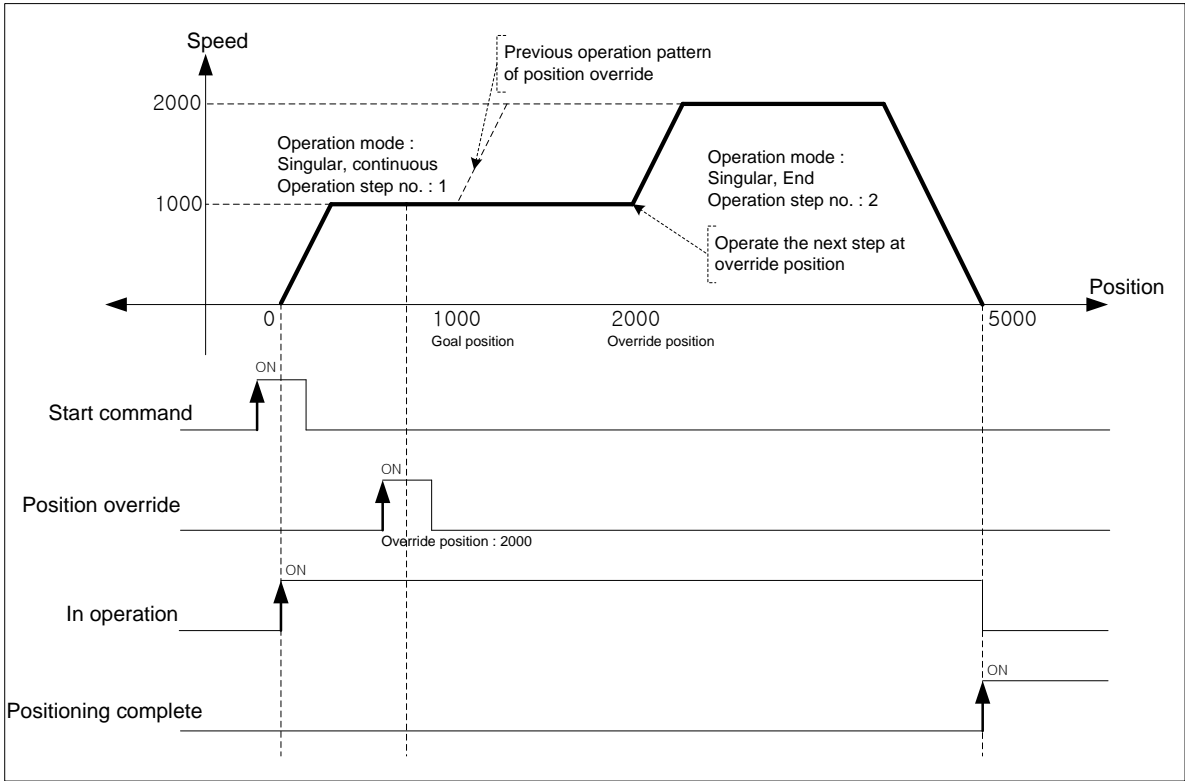 Speed
Previous operation pattern
of position override
2000
Operation mode :
Singular, continuous
Operation step no. : 1
Operation mode :
Singular, End
Operation step no. : 2
1000
Operate the next step at
override position
Position
0
1000
2000
5000
Goal position
Override position
ON
Start command
ON
Position override
Override position : 2000
ON
In operation
ON
Positioning complete